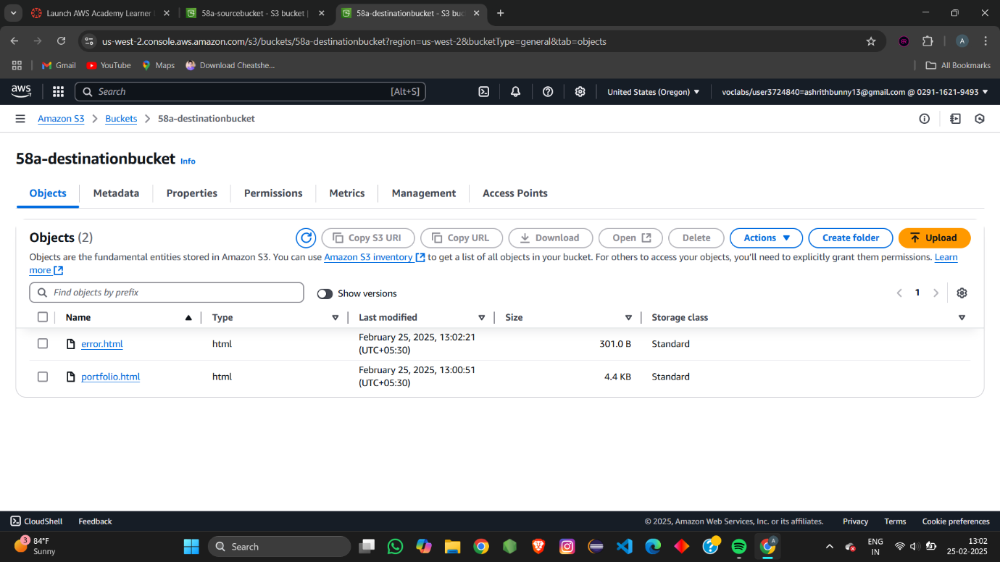 Launch AWS Academy Learner
58a-sourcebucket - S3 bucket |
58a-destinationbucket - S3 buc
us-west-2.console.aws.amazon.com/s3/buckets/58a-destinationbucket?region=us-west-2&bucketType=general&tab=objects
A
Gmail
YouTube
Maps
Download Cheatshe...
All Bookmarks
aws
Search
[Alt+S]
United States (Oregon)
voclabs/user3724840=ashrithbunny13@gmail.com @ 0291-1621-9493
Amazon S3
Buckets
58a-destinationbucket
58a-destinationbucket Info
Objects
Metadata
Properties
Permissions
Metrics
Management
Access Points
Objects (2)
Copy S3 URI
Copy URL
Download
Open
Delete
Actions
Create folder
Upload
Objects are the fundamental entities stored in Amazon S3. You can use Amazon S3 inventory to get a list of all objects in your bucket. For others to access your objects, you'll need to explicitly grant them permissions. Learn
more
Find objects by prefix
Show versions
1
Name
Type
Last modified
Size
Storage class
error.html
html
February 25, 2025, 13:02:21
(UTC+05:30)
301.0 B
Standard
portfolio.html
html
February 25, 2025, 13:00:51
(UTC+05:30)
4.4 KB
Standard
CloudShell
Feedback
© 2025, Amazon Web Services, Inc. or its affiliates.
Privacy
Terms
Cookie preferences
3
84°F
Sunny
Search
A
ENG
IN
13:02
25-02-2025